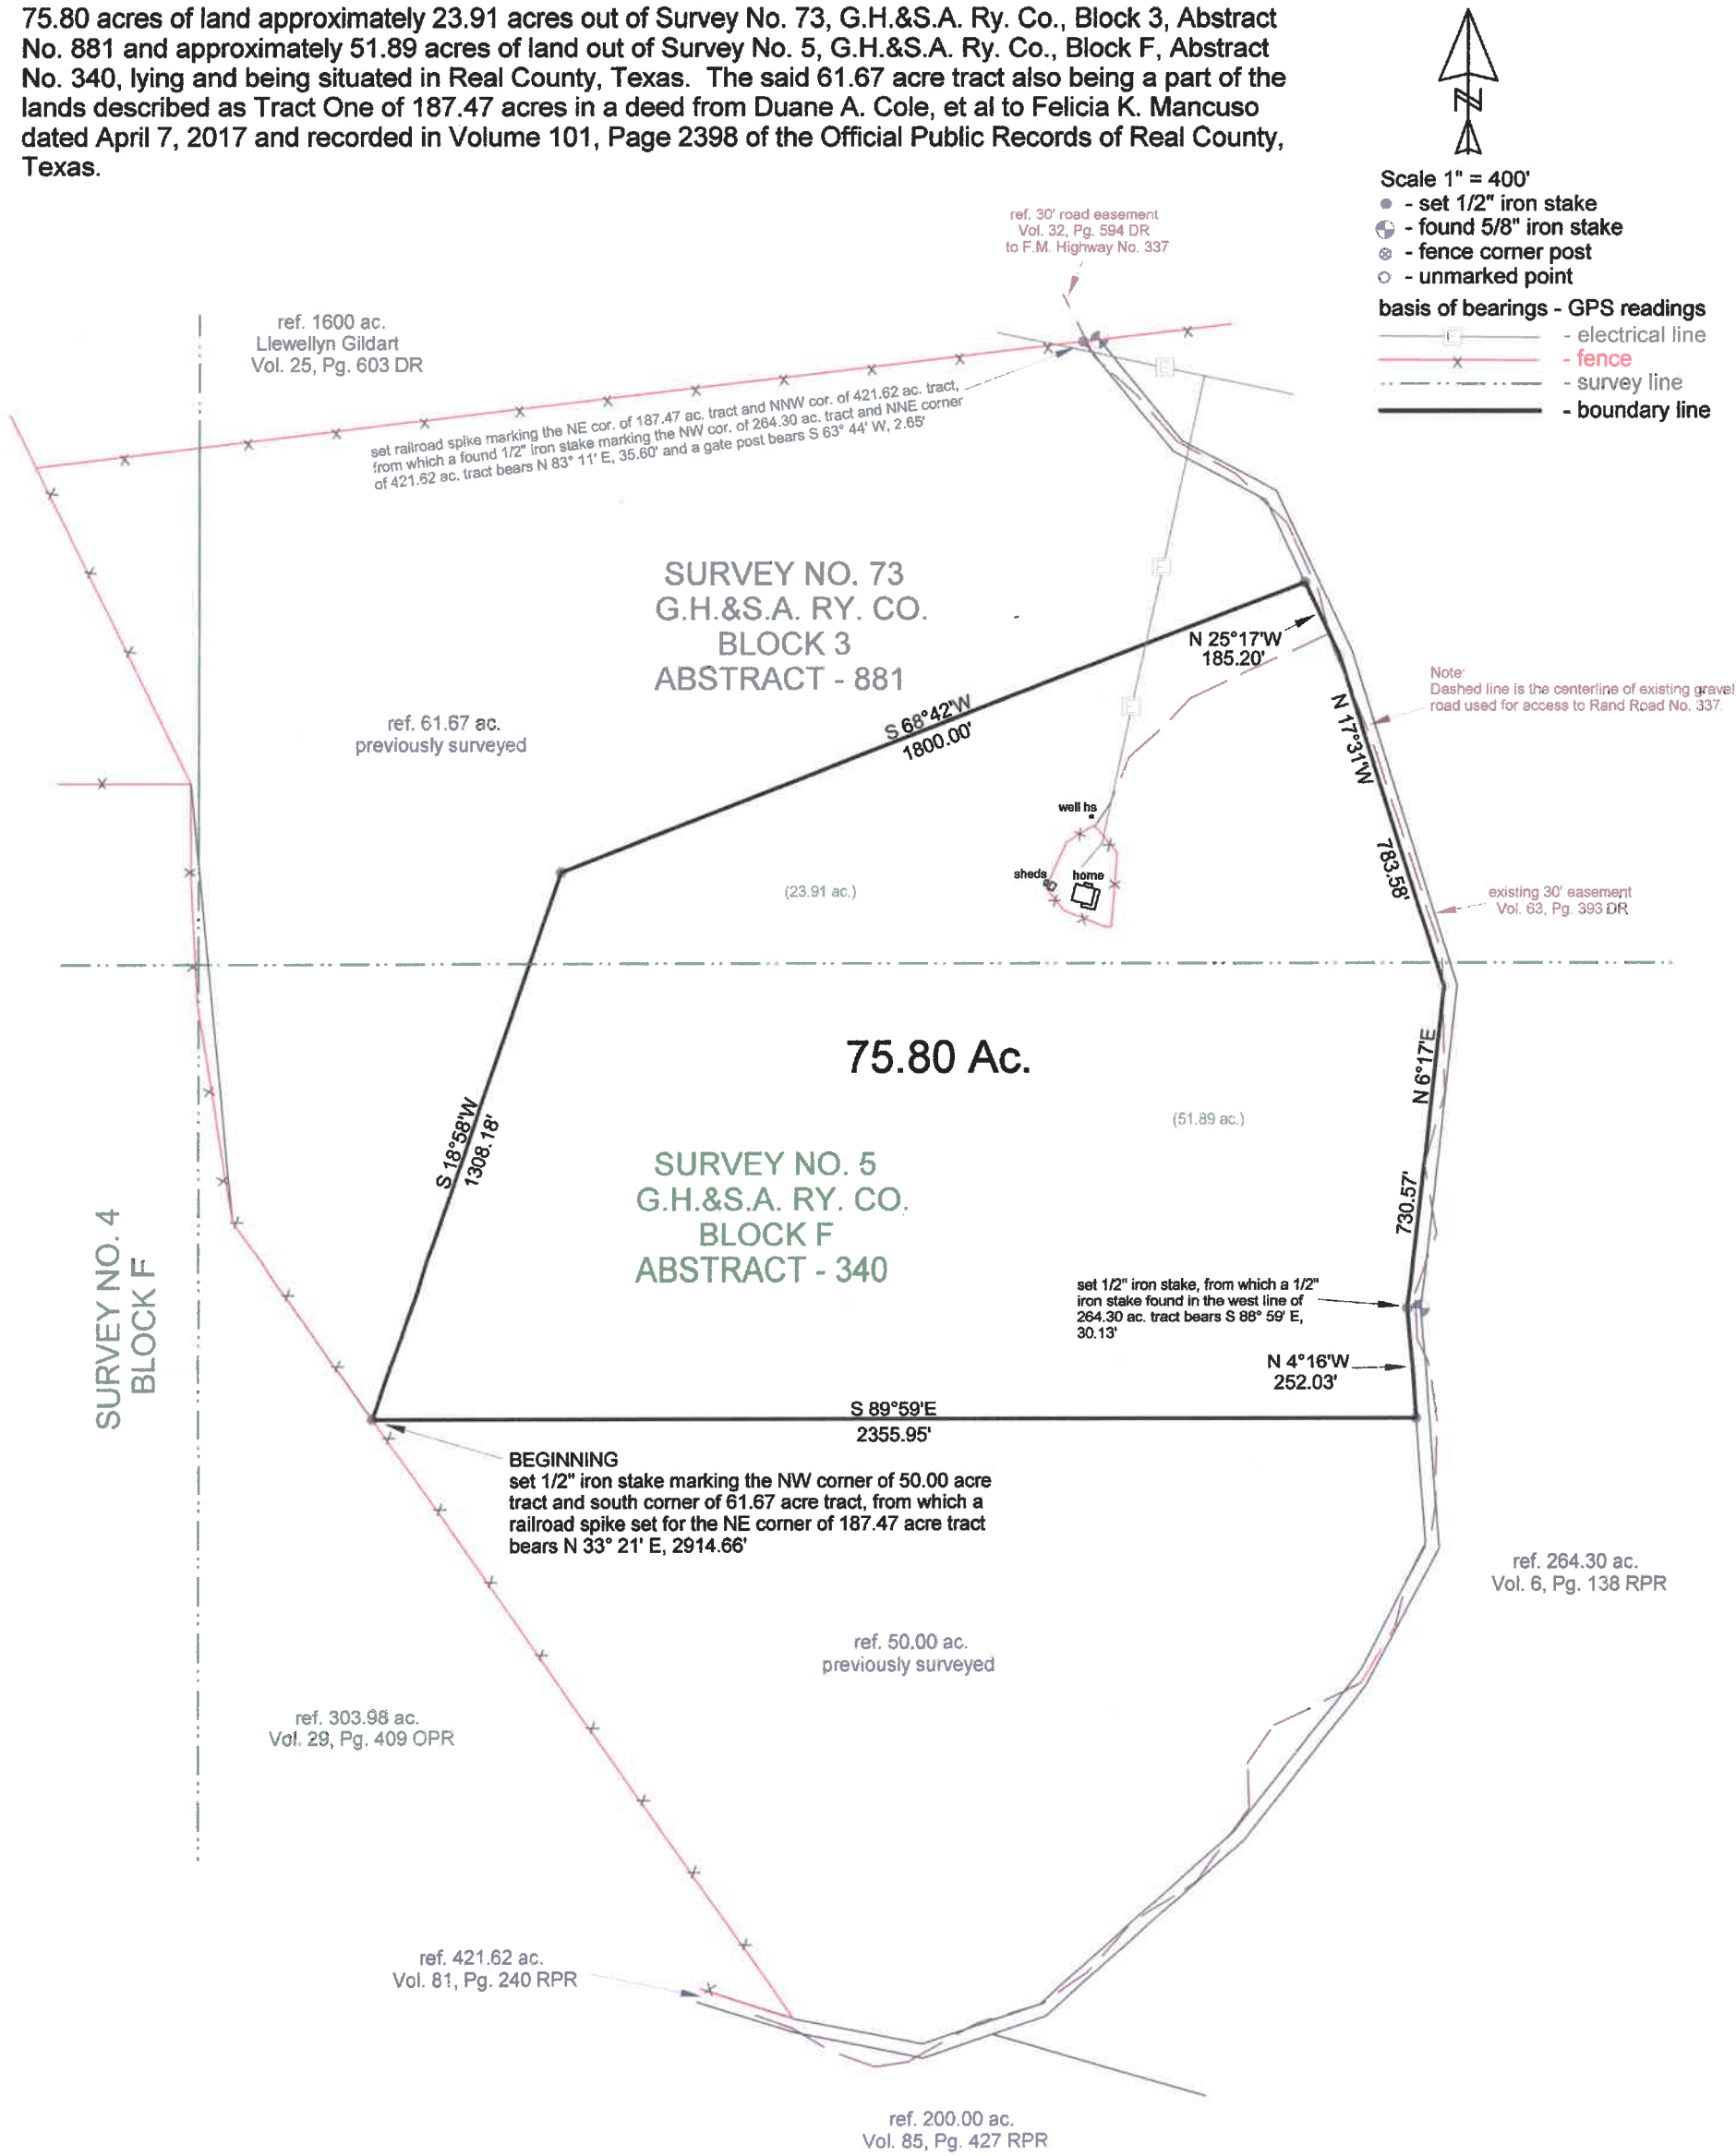 75.80 acres of land approximately 23.91 acres out of Survey No. 73, G.H.&S.A. Ry. Co., Block 3, Abstract
No. 881 and approximately 51.89 acres of land out of Survey No. 5, G.H.&S.A. Ry. Co., Block F, Abstract
No. 340, lying and being situated in Real County, Texas. The said 61.67 acre tract also being a part of the
lands described as Tract One of 187.47 acres in a deed from Duane A. Cole, et al to Felicia K. Mancuso
dated April 7, 2017 and recorded in Volume 101, Page 2398 of the Official Public Records of Real County,
Texas.
N
Scale 1" = 400'
- set 1/2" iron stake
- found 5/8" iron stake
- fence corner post
- unmarked point
basis of bearings - GPS readings
E
- electrical line
x
- fence
- survey line
- boundary line
ref. 30' road easement
Vol. 32, Pg. 594 DR
to F.M. Highway No. 337
ref. 1600 ac.
Llewellyn Gildart
Vol. 25, Pg. 603 DR
set railroad spike marking the NE cor. of 187.47 ac. tract and NNW cor. of 421.62 ac. tract,
from which a found 1/2" iron stake marking the NW cor. of 264.30 ac. tract and NNE corner
of 421.62 ac. tract bears N 83° 11' E, 35.60' and a gate post bears S 63° 44' W, 2.65'
E
SURVEY NO. 73
G.H.&S.A. RY. CO.
BLOCK 3
ABSTRACT - 881
E
N 25°17'W
185.20'
Note:
Dashed line is the centerline of existing gravel
road used for access to Rand Road No. 337.
ref. 61.67 ac.
previously surveyed
S 68°42'W
1800.00'
E
N 17°31'W
783.58'
well hs
sheds
home
(23.91 ac.)
existing 30' easement
Vol. 63, Pg. 393 DR
75.80 Ac.
N 6°17'E
730.57'
(51.89 ac.)
S 18°58'W
1308.18'
SURVEY NO. 5
G.H.&S.A. RY. CO.
BLOCK F
ABSTRACT - 340
SURVEY NO. 4
BLOCK F
set 1/2" iron stake, from which a 1/2"
iron stake found in the west line of
264.30 ac. tract bears S 88° 59' E,
30.13'
N 4°16'W
252.03'
S 89°59'E
2355.95'
BEGINNING
set 1/2" iron stake marking the NW corner of 50.00 acre
tract and south corner of 61.67 acre tract, from which a
railroad spike set for the NE corner of 187.47 acre tract
bears N 33° 21' E, 2914.66'
ref. 264.30 ac.
Vol. 6, Pg. 138 RPR
ref. 50.00 ac.
previously surveyed
ref. 303.98 ac.
Vol. 29, Pg. 409 OPR
ref. 421.62 ac.
Vol. 81, Pg. 240 RPR
ref. 200.00 ac.
Vol. 85, Pg. 427 RPR